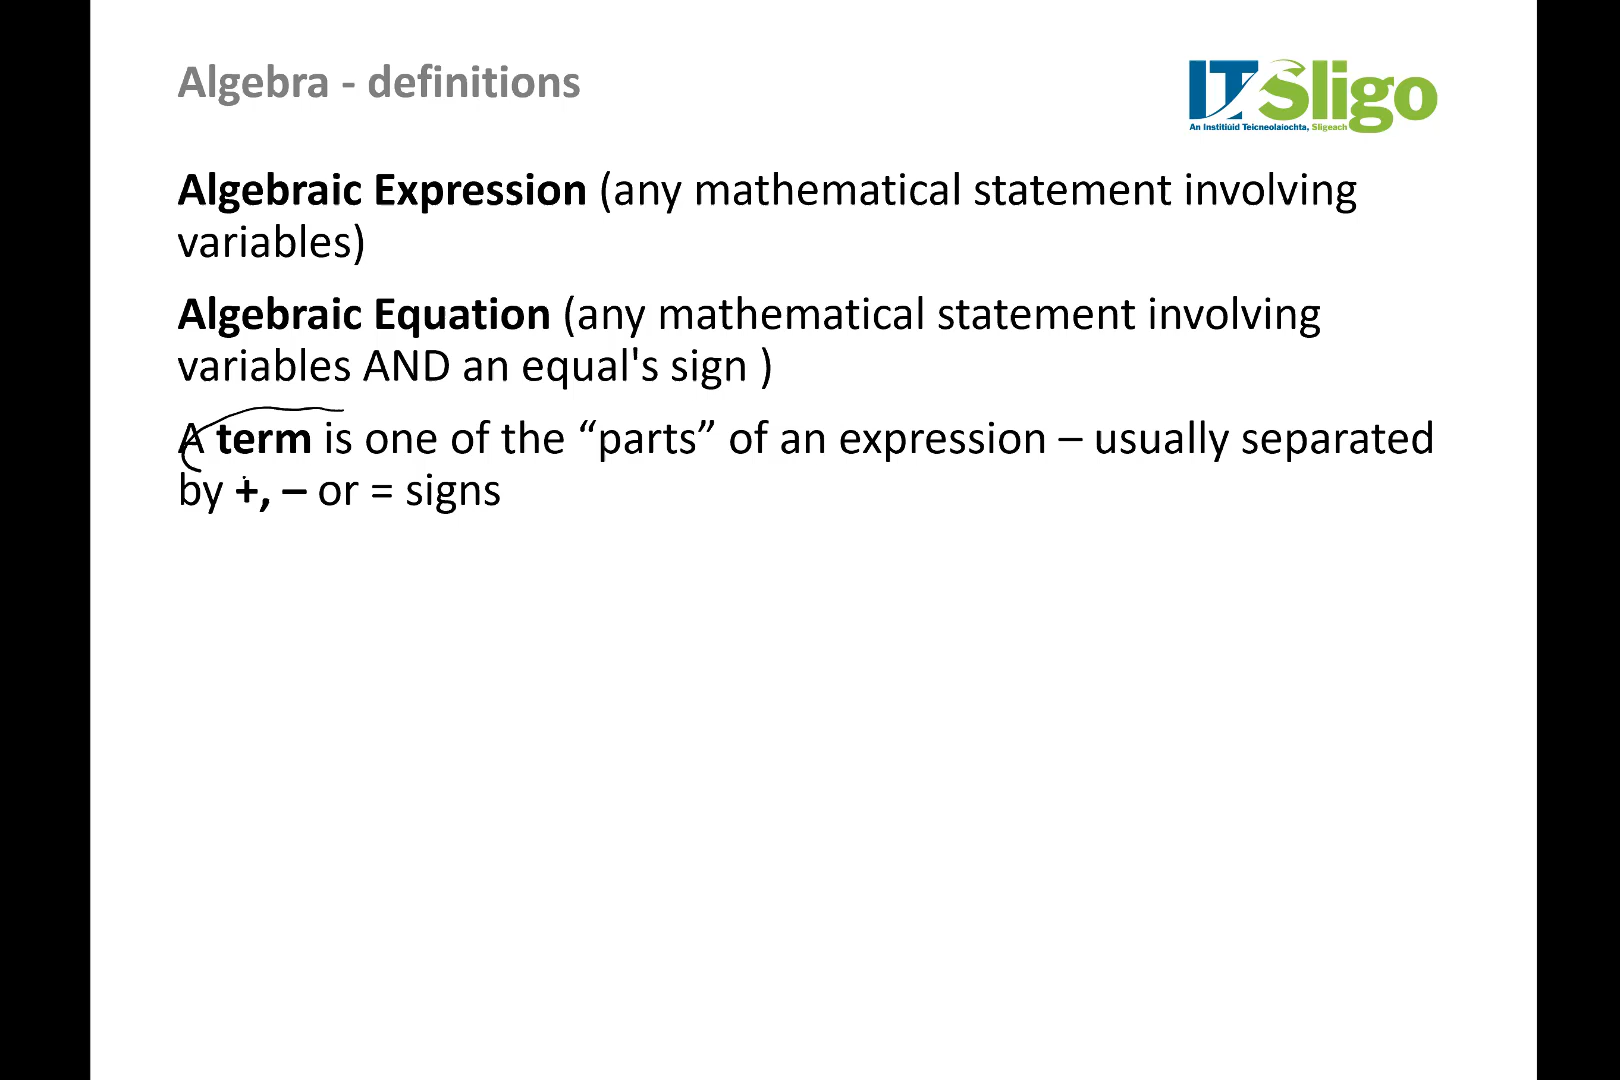 Algebra - definitions
ITSligo
An Institiúid Teicneolaíochta, Sligeach
Algebraic Expression (any mathematical statement involving
variables)
Algebraic Equation (any mathematical statement involving
variables AND an equal's sign )
A term is one of the “parts” of an expression – usually separated
by +, – or = signs